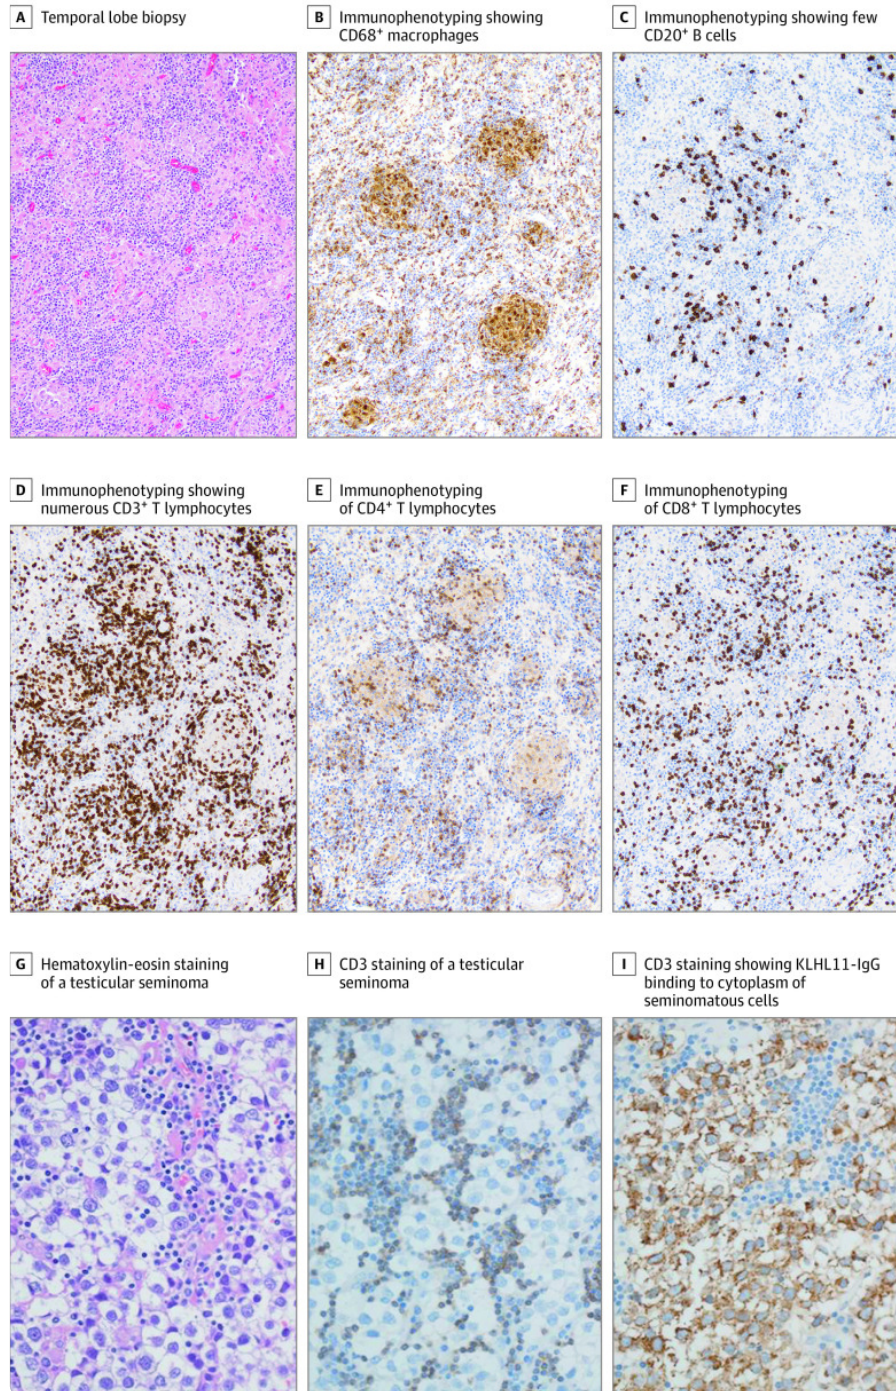 A Temporal lobe biopsy
B Immunophenotyping showing
CD68+ macrophages
C Immunotyping showing few
CD20+ B cells
D Immunophenotyping showing
numerous CD3+ T lymphocytes
E Immunophenotyping
of CD4+ T lymphocytes
F Immunophenotyping
of CD8+ T lymphocytes
G Hematoxylin-eosin staining
of a testicular seminoma
H CD3 staining of a testicular
seminoma
I CD3 staining showing KLHL11-IgG
binding to cytoplasm of
seminomatous cells